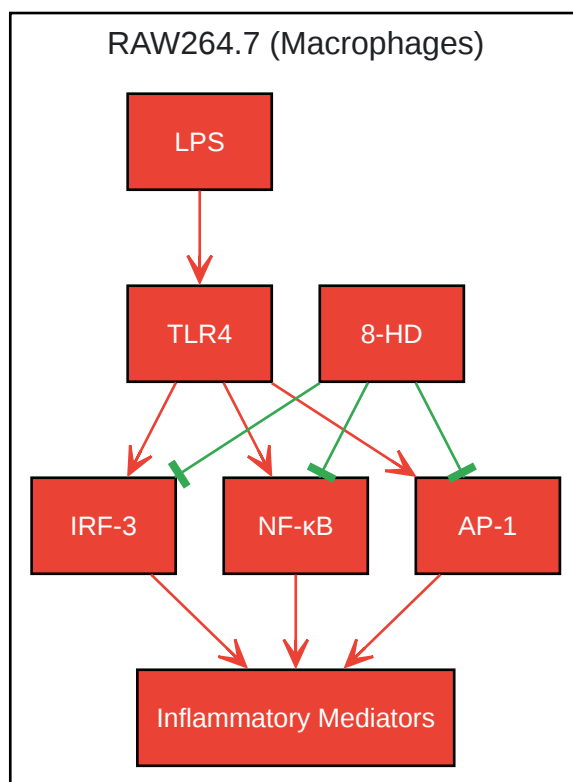 RAW264.7 (Macrophages)
LPS
TLR4
8-HD
IRF-3
NF-κB
AP-1
Inflammatory Mediators